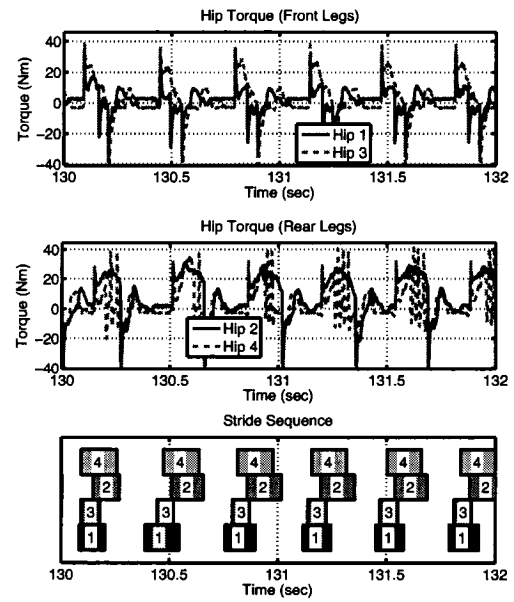 Hip Torque (Front Legs)
40
20
0
−20
−40
Torque (Nm)
Hip 1
Hip 3
130 130.5 131 131.5 132
Time (sec)
Hip Torque (Rear Legs)
40
20
0
−20
−40
Torque (Nm)
Hip 2
Hip 4
130 130.5 131 131.5 132
Time (sec)
Stride Sequence
4 4 4 4 4 4
2 2 2 2 2 2
3 3 3 3 3 3
1 1 1 1 1 1
130 130.5 131 131.5 132
Time (sec)